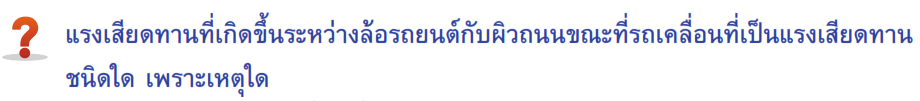 แรงเสียดทานที่เกิดขึ้นระหว่างล้อรถยนต์กับผิวถนนขณะที่รถเคลื่อนที่เป็นแรงเสียดทาน
ชนิดใด เพราะเหตุใด